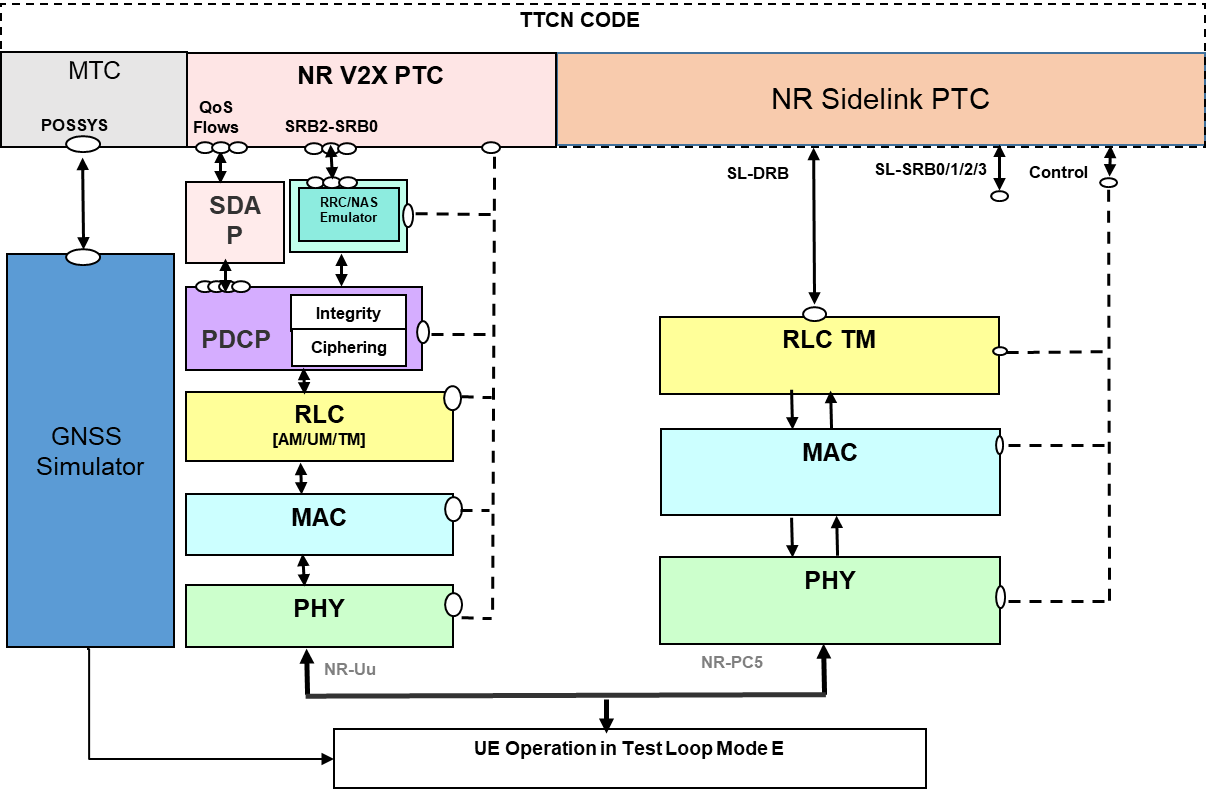 TTCN CODE
MTC
NR V2X PTC
NR Sidelink PTC
POSSYS
QoS
Flows
SRB2-SRB0
SL-DRB
SL-SRB0/1/2/3
Control
SDA
P
RRC/NAS
Emulator
PDCP
Integrity
Ciphering
RLC
[AM/UM/TM]
MAC
PHY
GNSS
Simulator
RLC TM
MAC
PHY
NR-Uu
NR-PC5
UE Operation in Test Loop Mode E